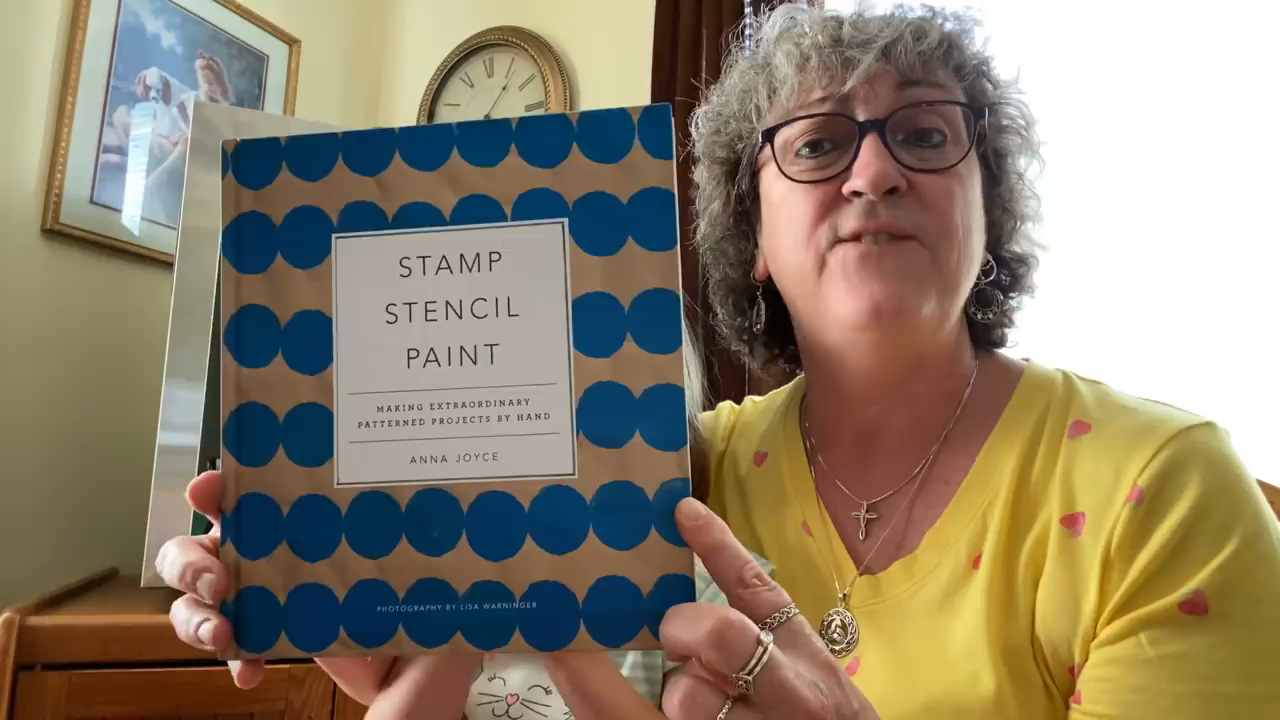 STAMP
STENCIL
PAINT
MAKING EXTRAORDINARY
PATTERNED PROJECTS BY HAND
ANNA JOYCE
PHOTOGRAPHY BY LISA WARNINGER